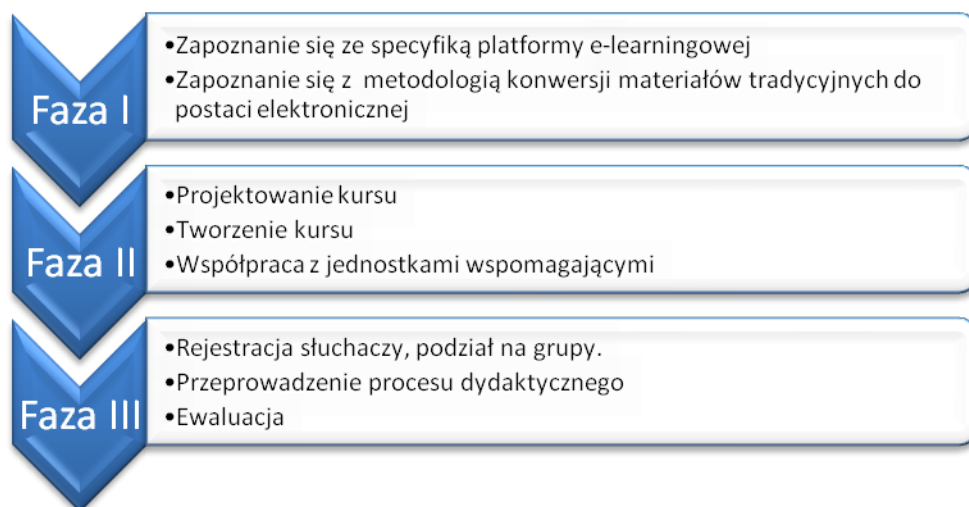 Faza I
•Zapoznanie się ze specyfiką platformy e-learningowej
•Zapoznanie się z metodologią konwersji materiałów tradycyjnych do
postaci elektronicznej
Faza II
•Projektowanie kursu
•Tworzenie kursu
•Współpraca z jednostkami wspomagającymi
Faza III
•Rejestracja słuchaczy, podział na grupy.
•Przeprowadzenie procesu dydaktycznego
•Ewaluacja